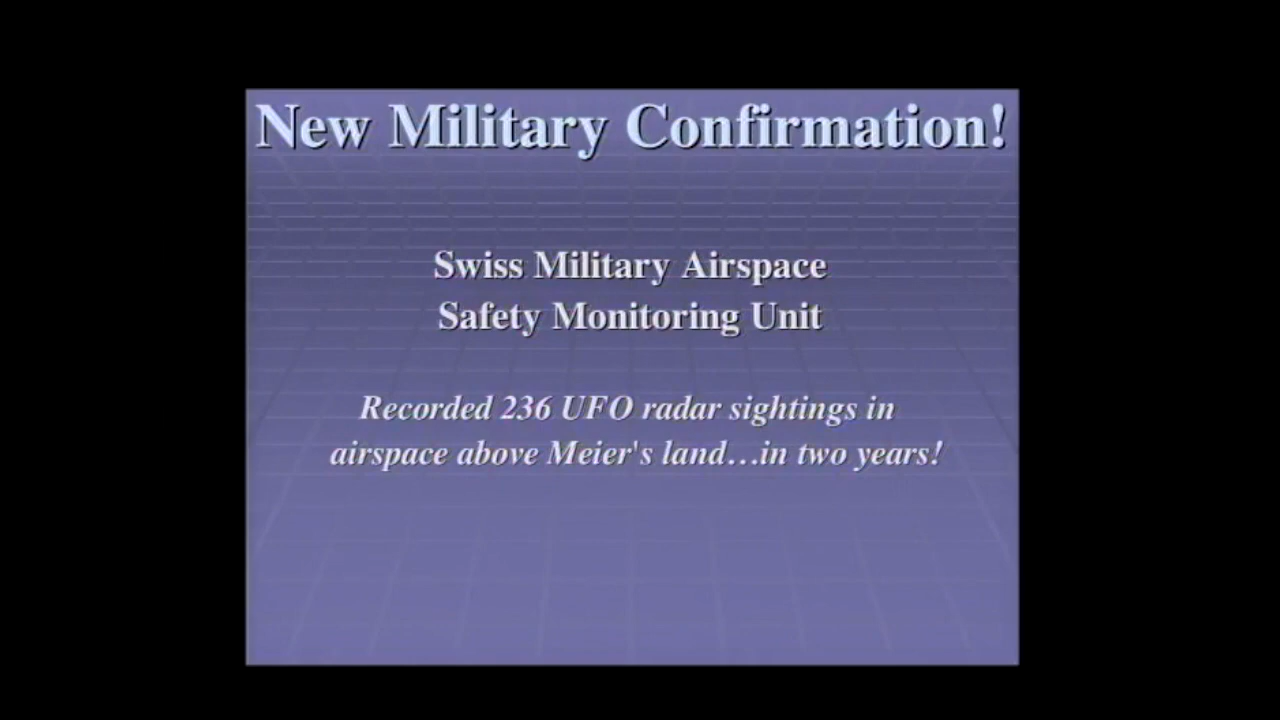 New Military Confirmation!
Swiss Military Airspace
Safety Monitoring Unit
Recorded 236 UFO radar sightings in
airspace above Meier's land...in two years!